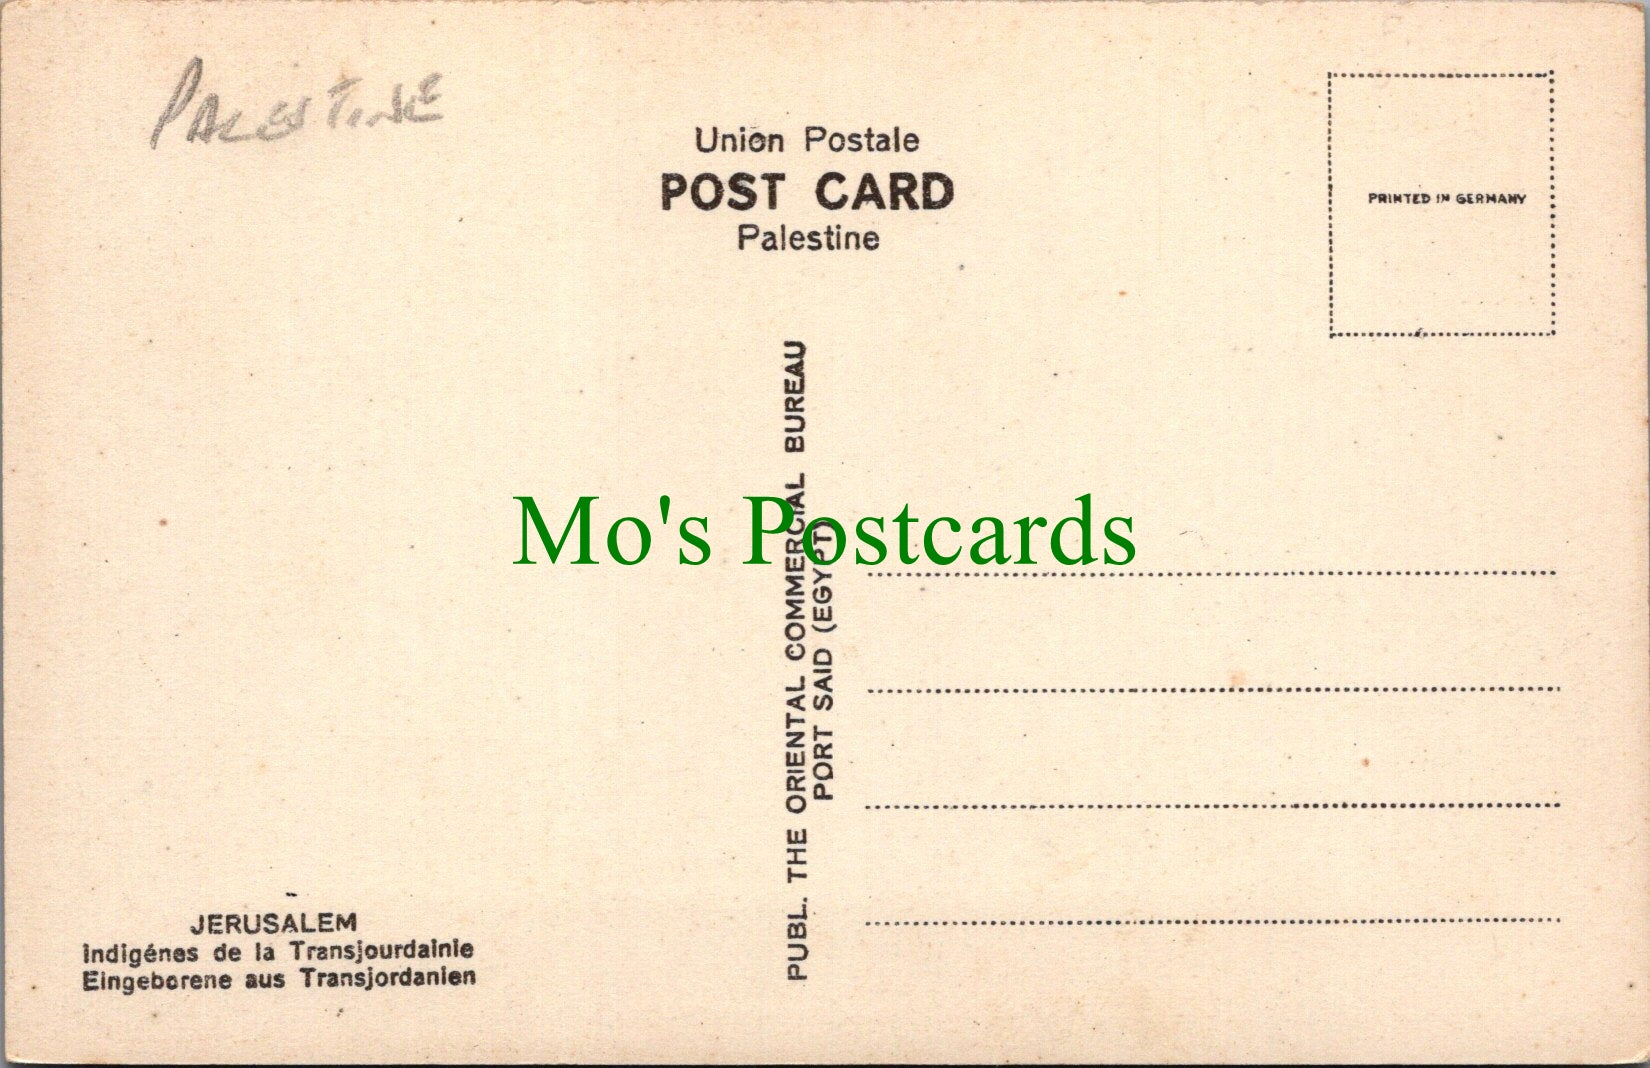 PALESTINE
Union Postale
POST CARD
Palestine
PRINTED IN GERMANY
PUBL. THE ORIENTAL COMMERCIAL BUREAU
PORT SAID (EGYPT)
Mo's Postcards
JERUSALEM
Indigénes de la Transjourdainie
Eingeborene aus Transjordanien